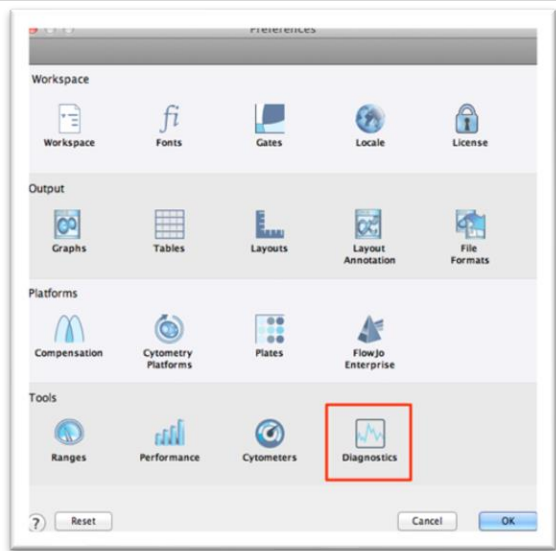 Preferences
Workspace
Workspace Fonts Gates Locale License
Output
Graphs Tables Layouts Layout Annotation File Formats
Platforms
Compensation Cytometry Platforms Plates FlowJo Enterprise
Tools
Ranges Performance Cytometers Diagnostics
? Reset Cancel OK